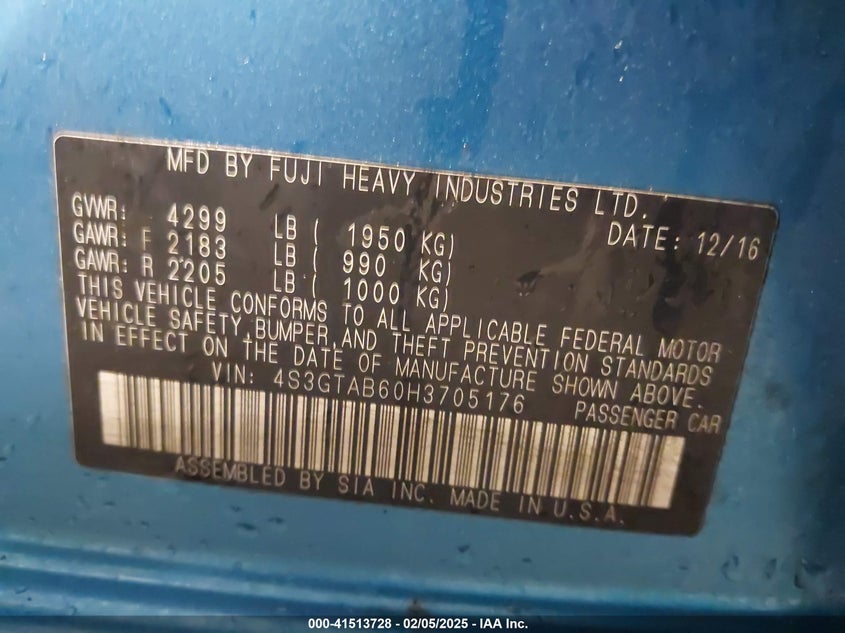 MFD BY FUJI HEAVY INDUSTRIES LTD.
GVWR: 4299 LB ( 1950 KG) DATE: 12/16
GAWR: F 2183 LB ( 990 KG)
GAWR: R 2205 LB ( 1000 KG)
THIS VEHICLE CONFORMS TO ALL APPLICABLE FEDERAL MOTOR
VEHICLE SAFETY,BUMPER,AND THEFT PREVENTION STANDARDS
IN EFFECT ON THE DATE OF MANUFACTURE SHOWN ABOVE.
VIN: 4S3GTAB60H3705176 PASSENGER CAR
ASSEMBLED BY SIA INC. MADE IN U.S.A.
000-41513728 - 02/05/2025 - IAA Inc.